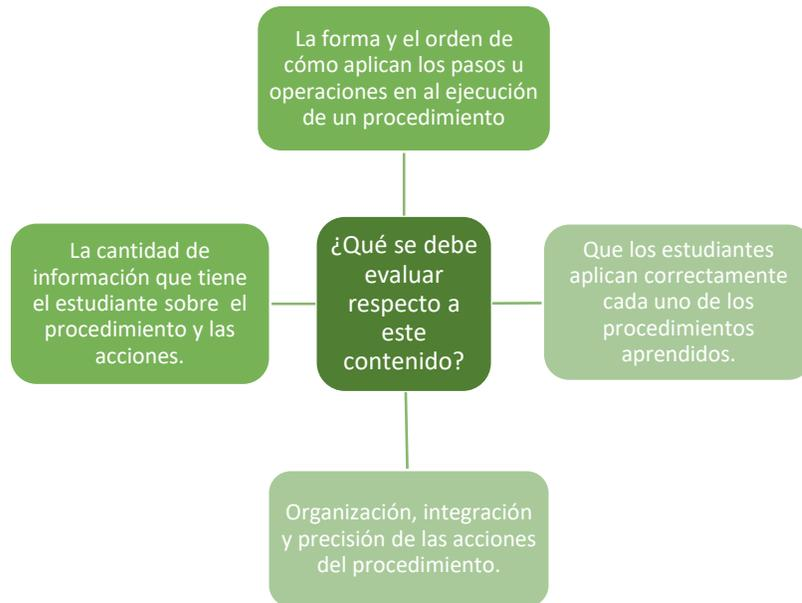 La forma y el orden de
cómo aplican los pasos u
operaciones en al ejecución
de un procedimiento
La cantidad de
información que tiene
el estudiante sobre el
procedimiento y las
acciones.
¿Qué se debe
evaluar
respecto a
este
contenido?
Que los estudiantes
aplican correctamente
cada uno de los
procedimientos
aprendidos.
Organización, integración
y precisión de las acciones
del procedimiento.